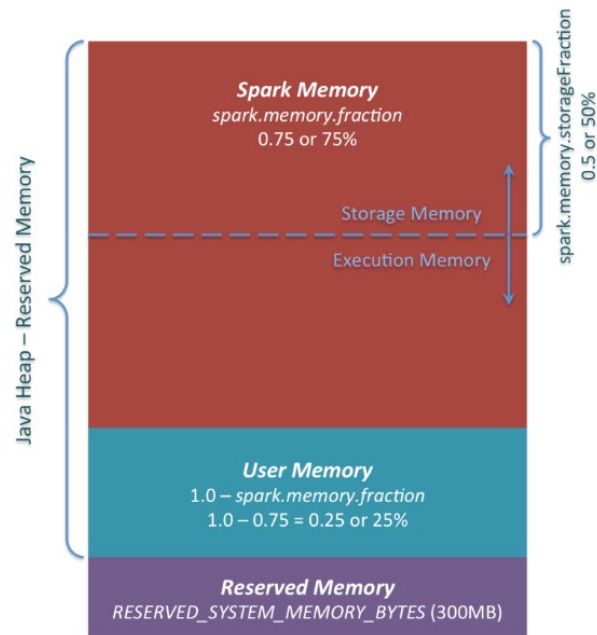 Spark Memory
spark.memory.fraction
0.75 or 75%
Storage Memory
Execution Memory
User Memory
1.0 – spark.memory.fraction
1.0 – 0.75 = 0.25 or 25%
Reserved Memory
RESERVED_SYSTEM_MEMORY_BYTES (300MB)
Java Heap – Reserved Memory
spark.memory.storageFraction
0.5 or 50%